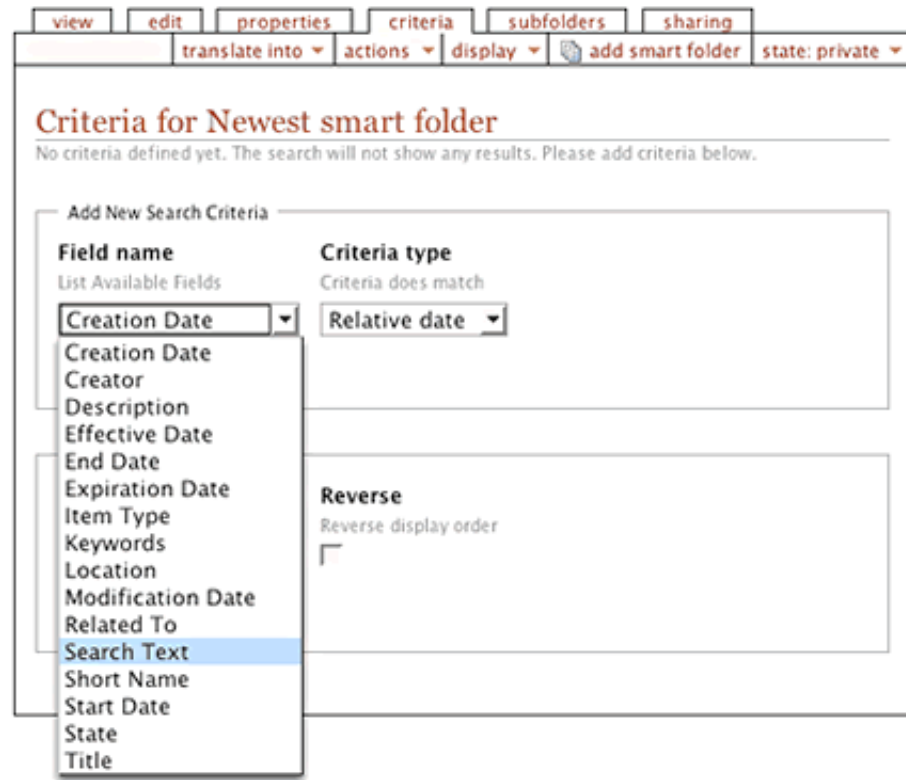 view edit properties criteria subfolders sharing
translate into actions display add smart folder state: private
Criteria for Newest smart folder
No criteria defined yet. The search will not show any results. Please add criteria below.
Add New Search Criteria
Field name Criteria type
List Available Fields Criteria does match
Creation Date Relative date
Creation Date
Creator
Description
Effective Date
End Date
Expiration Date
Reverse
Item Type
Reverse display order
Keywords
Location
Modification Date
Related To
Search Text
Short Name
Start Date
State
Title